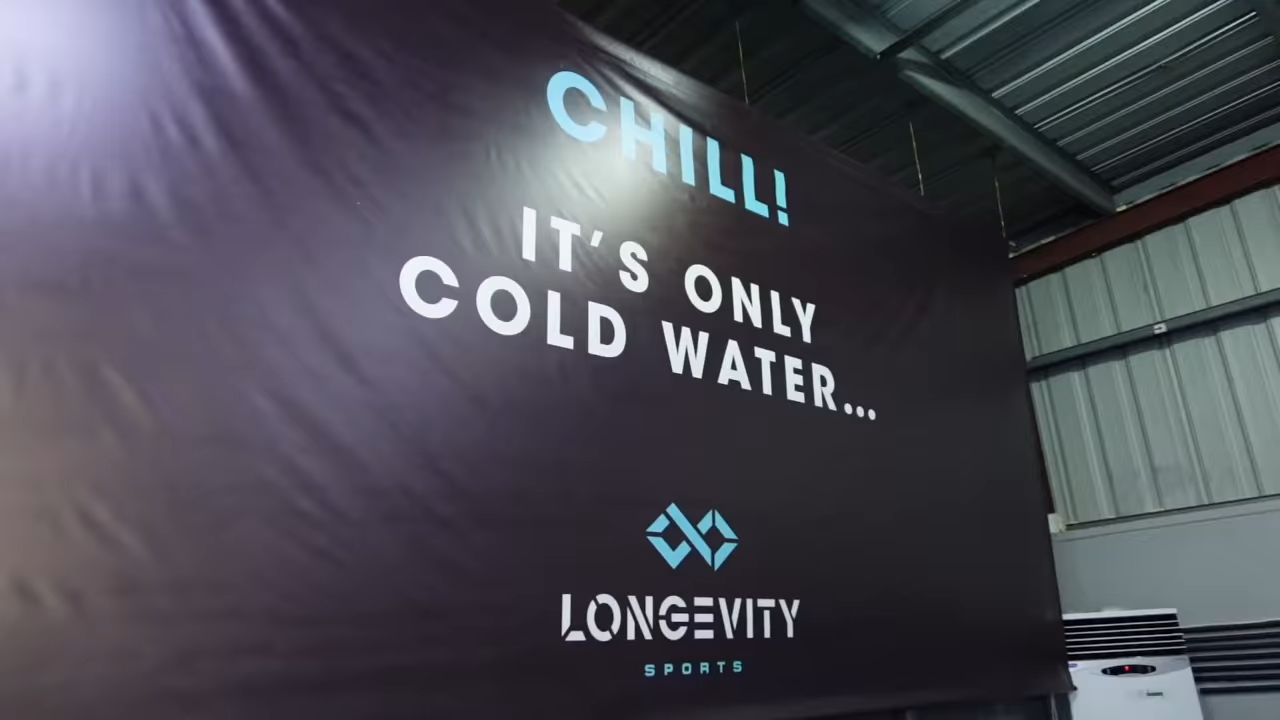 CHILL!
IT'S ONLY
COLD WATER...
LONGEVITY
SPORTS